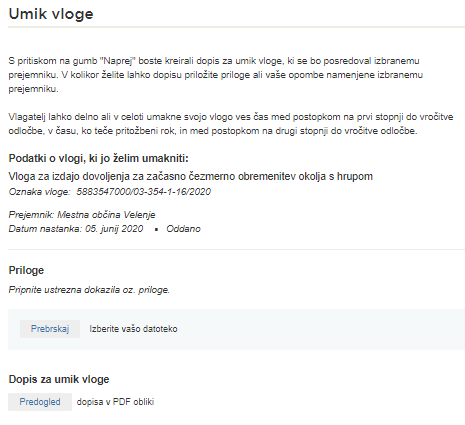 Umik vloge
S pritiskom na gumb "Naprej" boste kreirali dopis za umik vloge, ki se bo posredoval izbranemu
prejemniku. V kolikor želite lahko dopisu priložite priloge ali vaše opombe namenjene izbranemu
prejemniku.
Vlagatelj lahko delno ali v celoti umakne svojo vlogo ves čas med postopkom na prvi stopnji do vročitve
odločbe, v času, ko teče pritožbeni rok, in med postopkom na drugi stopnji do vročitve odločbe.
Podatki o vlogi, ki jo želim umakniti:
Vloga za izdajo dovoljenja za začasno čezmerno obremenitev okolja s hrupom
Oznaka vloge: 5883547000/03-354-1-16/2020
Prejemnik: Mestna občina Velenje
Datum nastanka: 05. junij 2020 • Oddano
Priloge
Pripnite ustrezna dokazila oz. priloge.
Prebrskaj Izberite vašo datoteko
Dopis za umik vloge
Predogled dopisa v PDF obliki